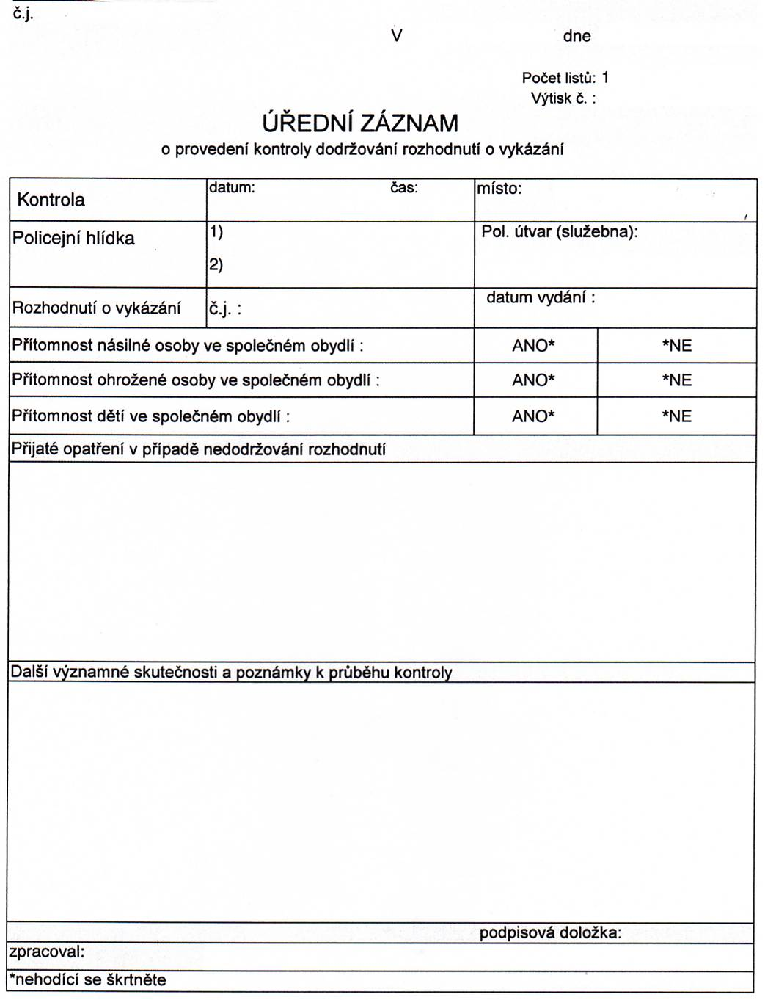 č.j.
V dne
Počet listů: 1
Výtisk č. :
ÚŘEDNÍ ZÁZNAM
o provedení kontroly dodržování rozhodnutí o vykázání
Kontrola datum: čas: místo:
Policejní hlídka 1) Pol. útvar (služebna):
2)
Rozhodnutí o vykázání č.j. : datum vydání :
Přítomnost násilné osoby ve společném obydlí : ANO* *NE
Přítomnost ohrožené osoby ve společném obydlí : ANO* *NE
Přítomnost dětí ve společném obydlí : ANO* *NE
Přijaté opatření v případě nedodržování rozhodnutí
Další významné skutečnosti a poznámky k průběhu kontroly
podpisová doložka:
zpracoval:
*nehodící se škrtněte